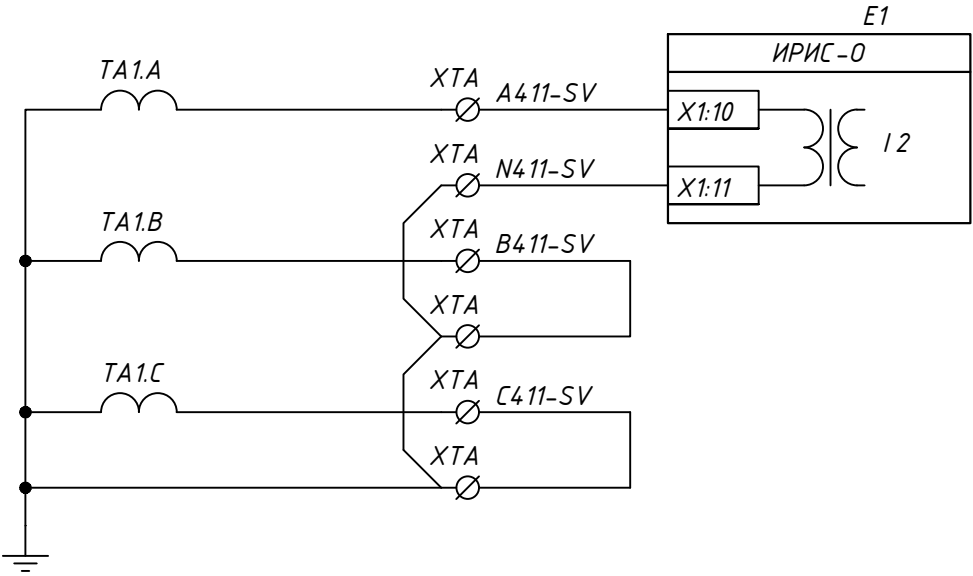 E1
ИРИС-О
TA1.A
XTA
A411-SV
X1:10
I2
XTA
N411-SV
X1:11
TA1.B
XTA
B411-SV
XTA
TA1.C
XTA
C411-SV
XTA